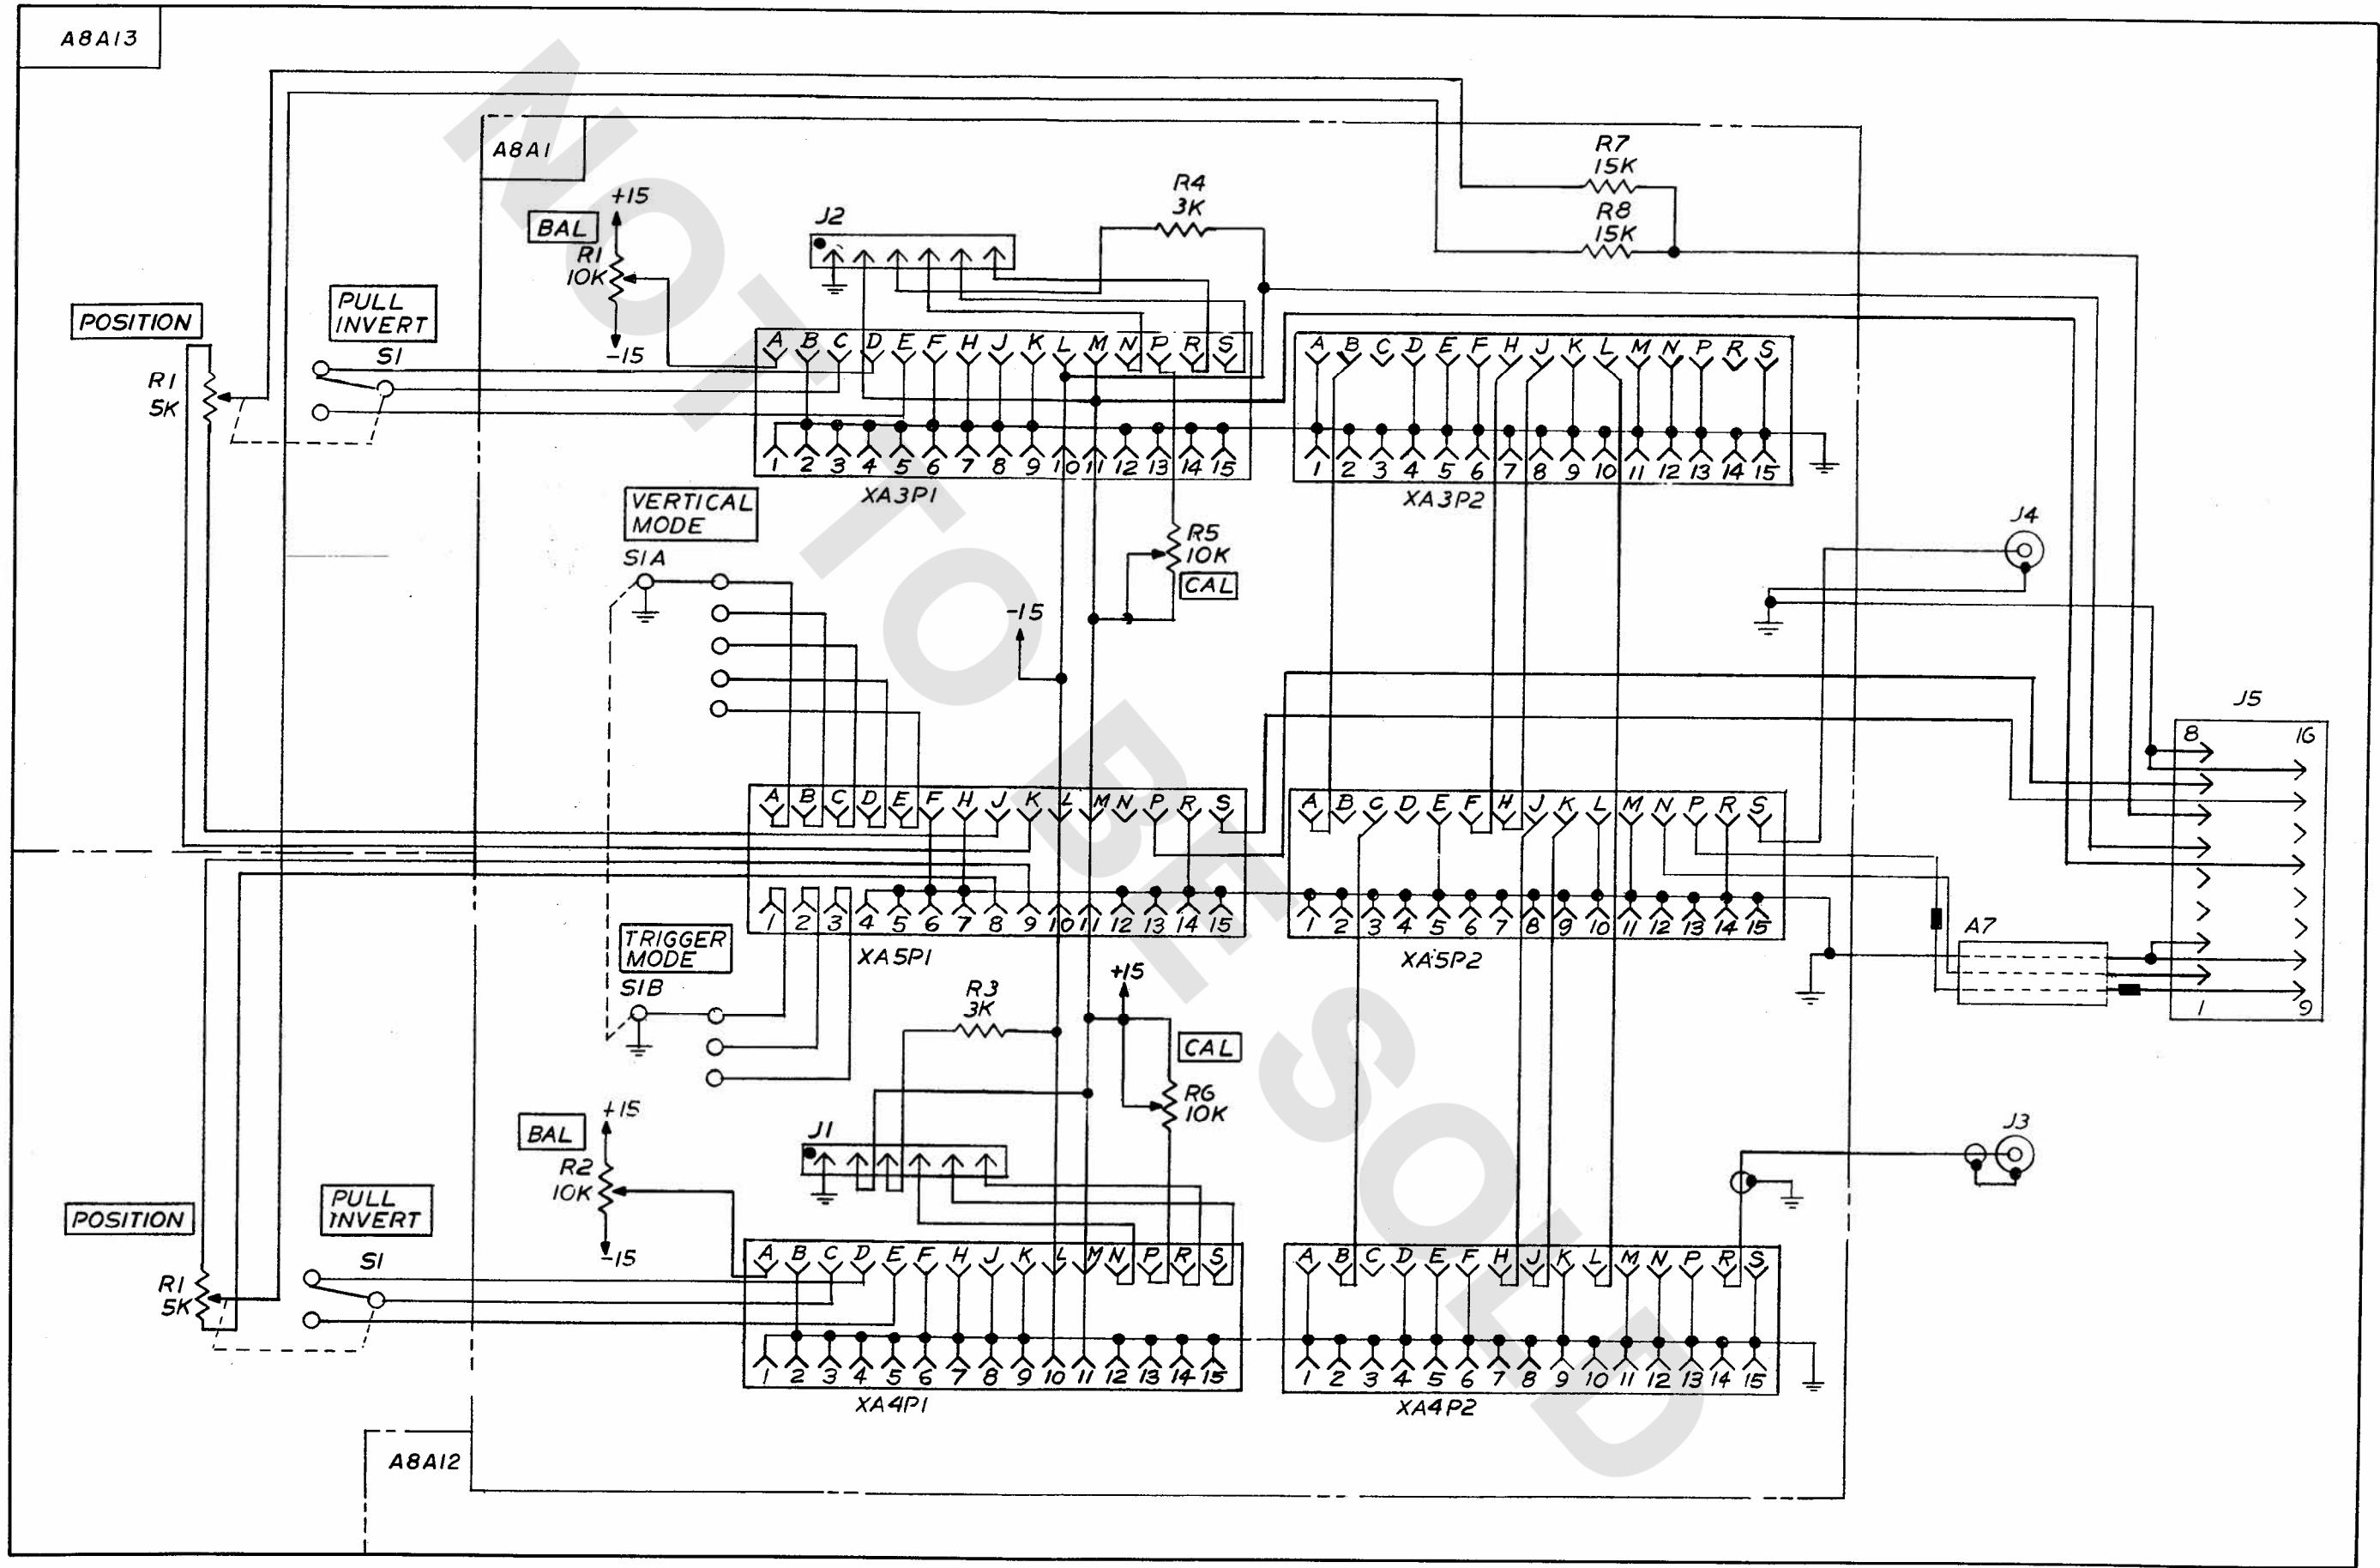 A8A13
A8A1
R7
15K
R8
15K
R4
3K
+15
BAL
R1
10K
-15
J2
POSITION
R1
5K
PULL
INVERT
S1
A B C D E F H J K L M N P R S
1 2 3 4 5 6 7 8 9 10 11 12 13 14 15
XA3P1
A B C D E F H J K L M N P R S
1 2 3 4 5 6 7 8 9 10 11 12 13 14 15
XA3P2
VERTICAL
MODE
S1A
R5
10K
CAL
-15
J4
J5
8 16
1 9
A B C D E F H J K L M N P R S
1 2 3 4 5 6 7 8 9 10 11 12 13 14 15
XA5P1
A B C D E F H J K L M N P R S
1 2 3 4 5 6 7 8 9 10 11 12 13 14 15
XA5P2
A7
TRIGGER
MODE
S1B
R3
3K
+15
CAL
R6
10K
J3
+15
BAL
R2
10K
-15
J1
POSITION
R1
5K
PULL
INVERT
S1
A B C D E F H J K L M N P R S
1 2 3 4 5 6 7 8 9 10 11 12 13 14 15
XA4P1
A B C D E F H J K L M N P R S
1 2 3 4 5 6 7 8 9 10 11 12 13 14 15
XA4P2
A8A12
NOT TO BE SOLD